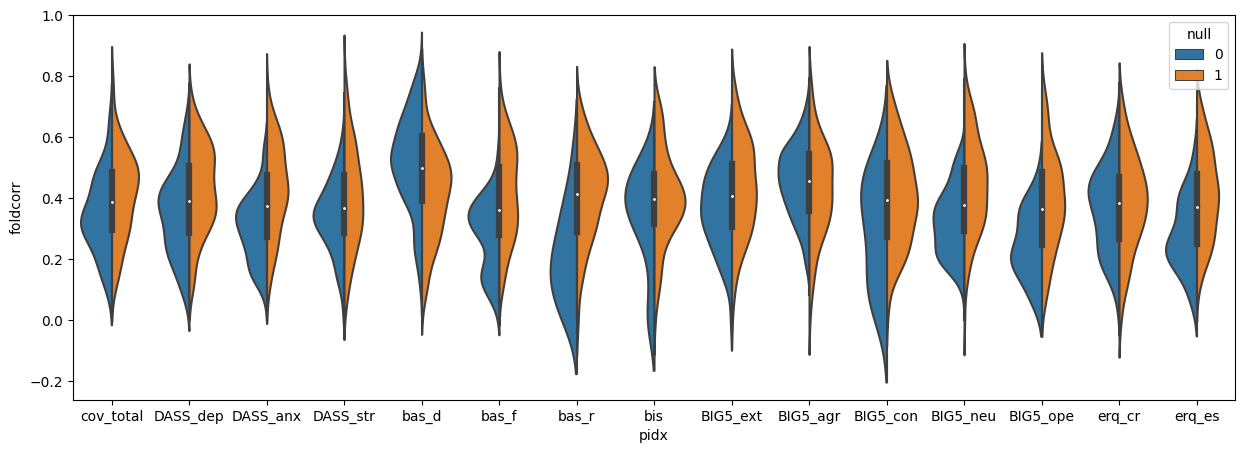 1.0
0.8
0.6
0.4
0.2
0.0
−0.2
foldcorr
null
0
1
cov_total DASS_dep DASS_anx DASS_str bas_d bas_f bas_r bis BIG5_ext BIG5_agr BIG5_con BIG5_neu BIG5_ope erq_cr erq_es
pidx